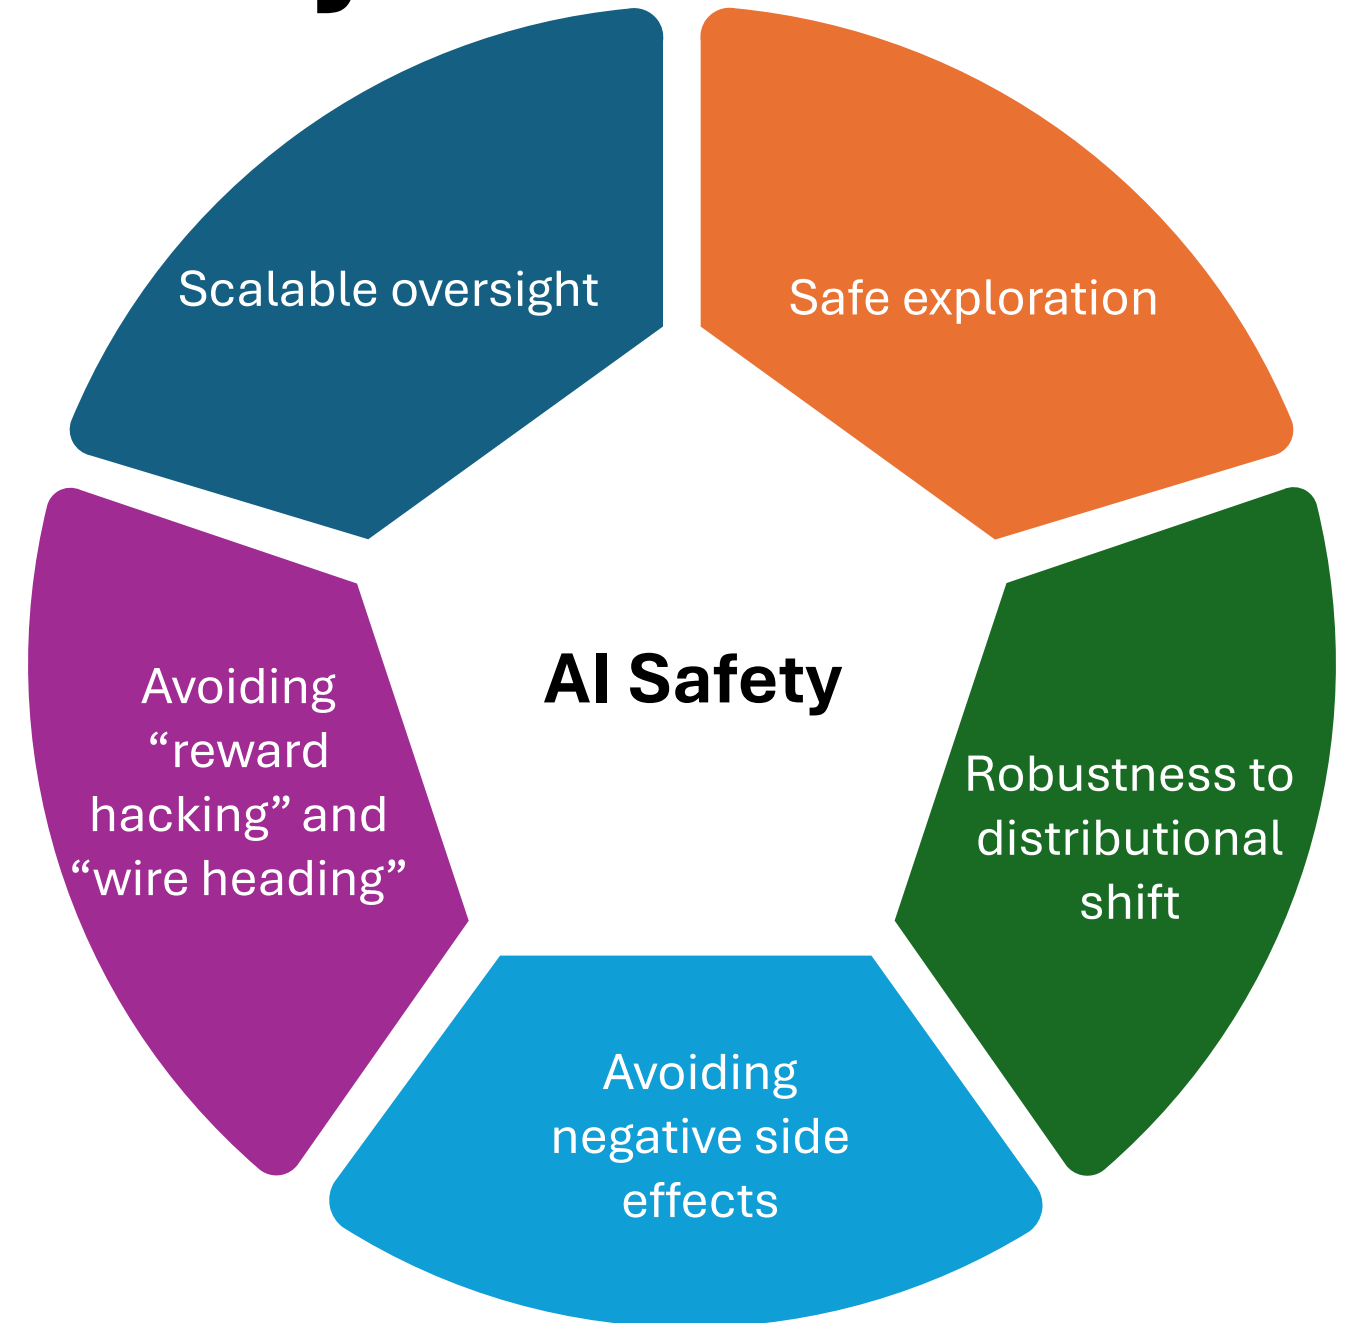 Scalable oversight
Safe exploration
AI Safety
Avoiding
“reward
hacking” and
“wire heading”
Robustness to
distributional
shift
Avoiding
negative side
effects